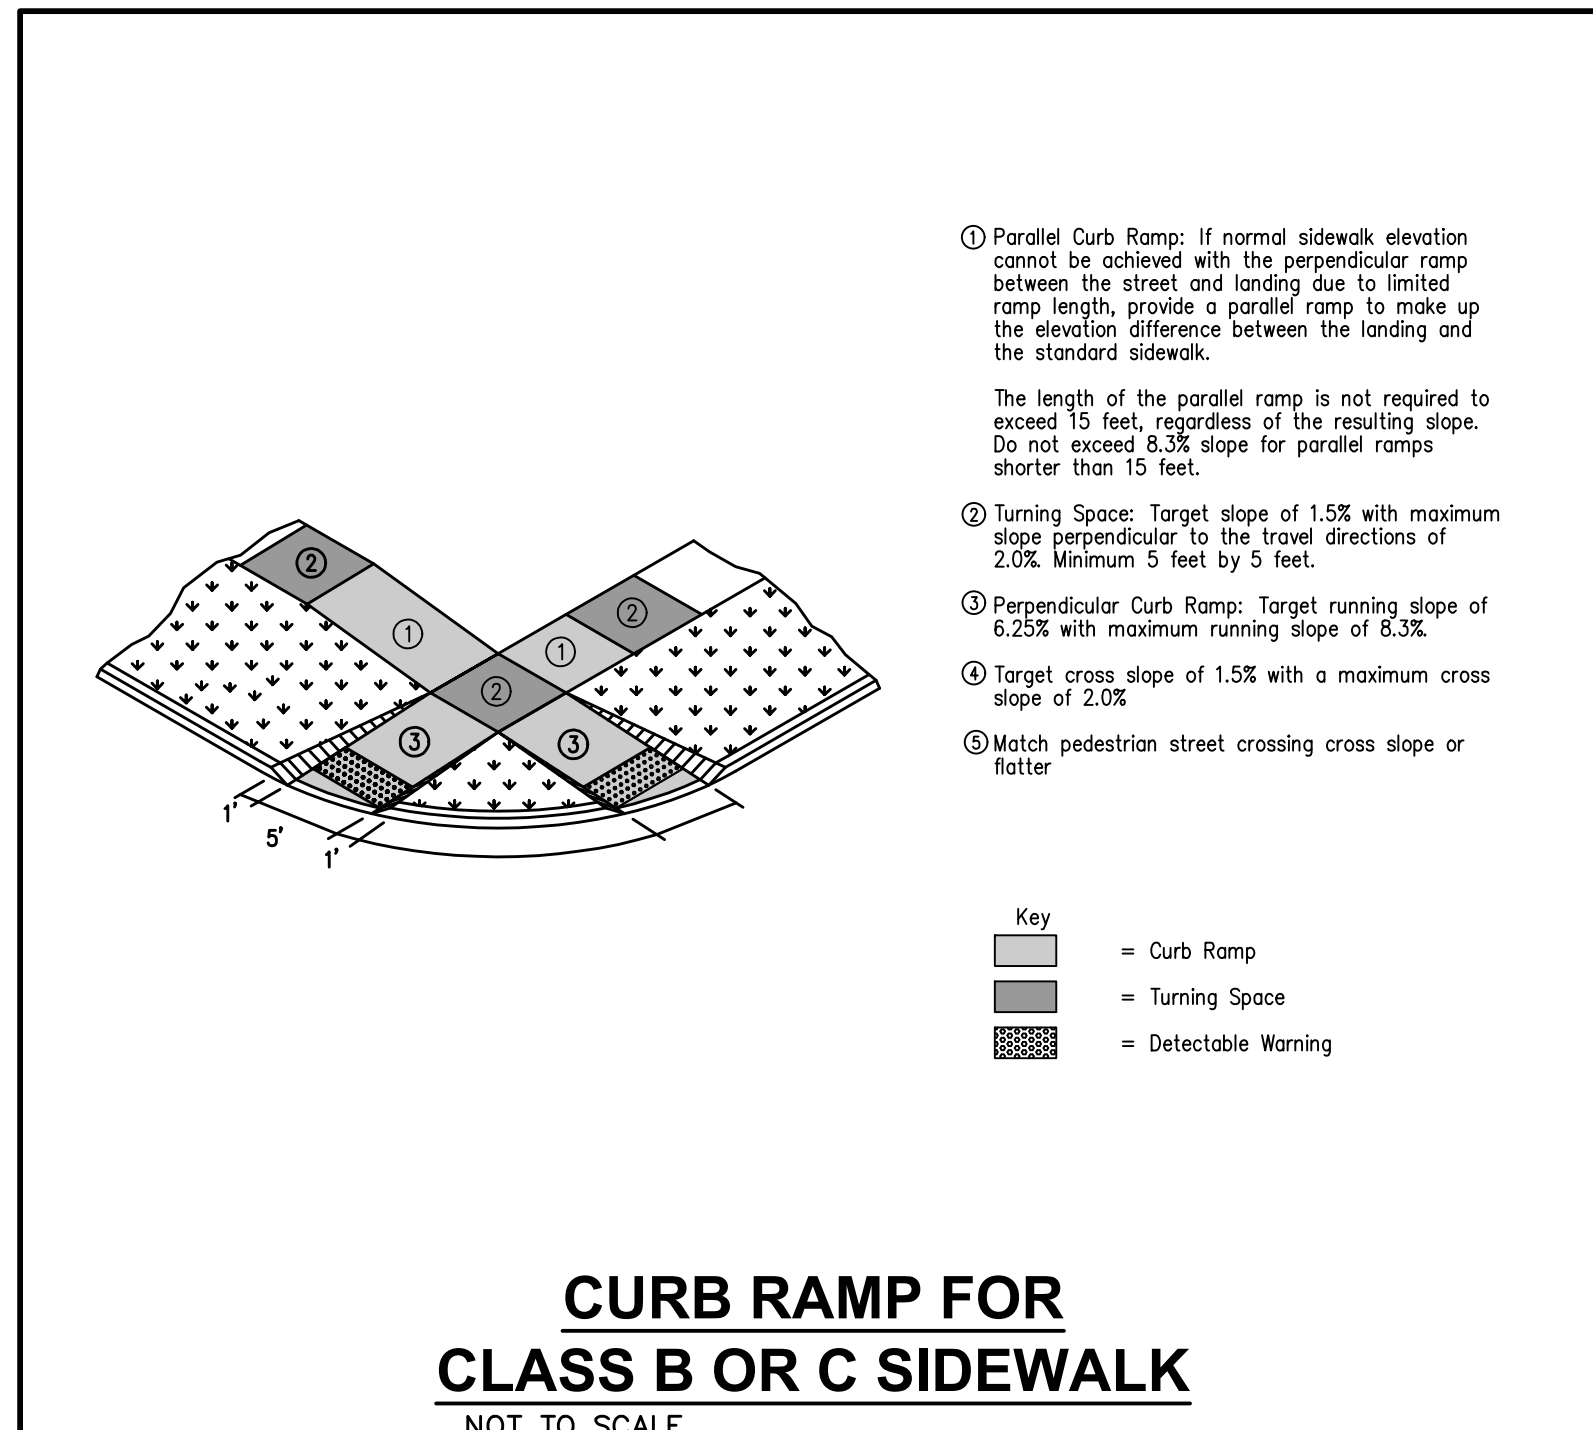 ① Parallel Curb Ramp: If normal sidewalk elevation
cannot be achieved with the perpendicular ramp
between the street and landing due to limited
ramp length, provide a parallel ramp to make up
the elevation difference between the landing and
the standard sidewalk.
The length of the parallel ramp is not required to
exceed 15 feet, regardless of the resulting slope.
Do not exceed 8.3% slope for parallel ramps
shorter than 15 feet.
② Turning Space: Target slope of 1.5% with maximum
slope perpendicular to the travel directions of
2.0%. Minimum 5 feet by 5 feet.
③ Perpendicular Curb Ramp: Target running slope of
6.25% with maximum running slope of 8.3%.
④ Target cross slope of 1.5% with a maximum cross
slope of 2.0%
⑤ Match pedestrian street crossing cross slope or
flatter
②
②
①
①
②
③
③
1'
5'
1'
Key
= Curb Ramp
= Turning Space
= Detectable Warning
CURB RAMP FOR
CLASS B OR C SIDEWALK
NOT TO SCALE